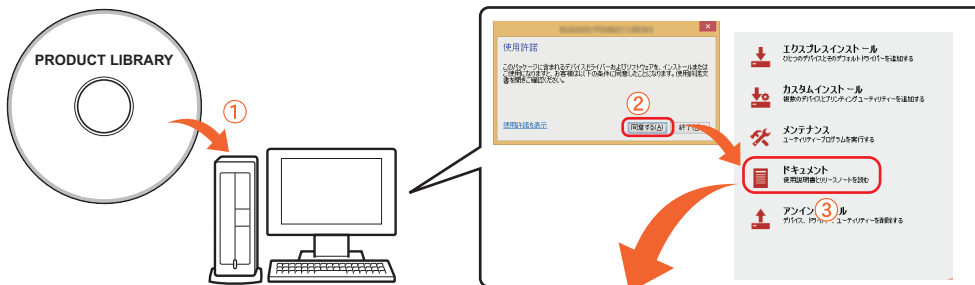 PRODUCT LIBRARY
①
使用許諾
このパッケージに含まれるデバイスドライバーおよびソフトウェアを、インストールまたは
ご使用になりますと、お客様は以下の条件に同意したことになります。使用許諾文
書を開きご確認ください。
②
使用許諾を表示
同意する(A)
終了
エクスプレスインストール
ひとつのデバイスとそのデフォルトドライバーを追加する
カスタムインストール
複数のデバイスとプリンティングユーティリティーを追加する
メンテナンス
ユーティリティープログラムを実行する
ドキュメント
使用説明書とリリースノートを読む
③
アンイン ル
デバイス、ドライバー、ユーティリティーを削除する